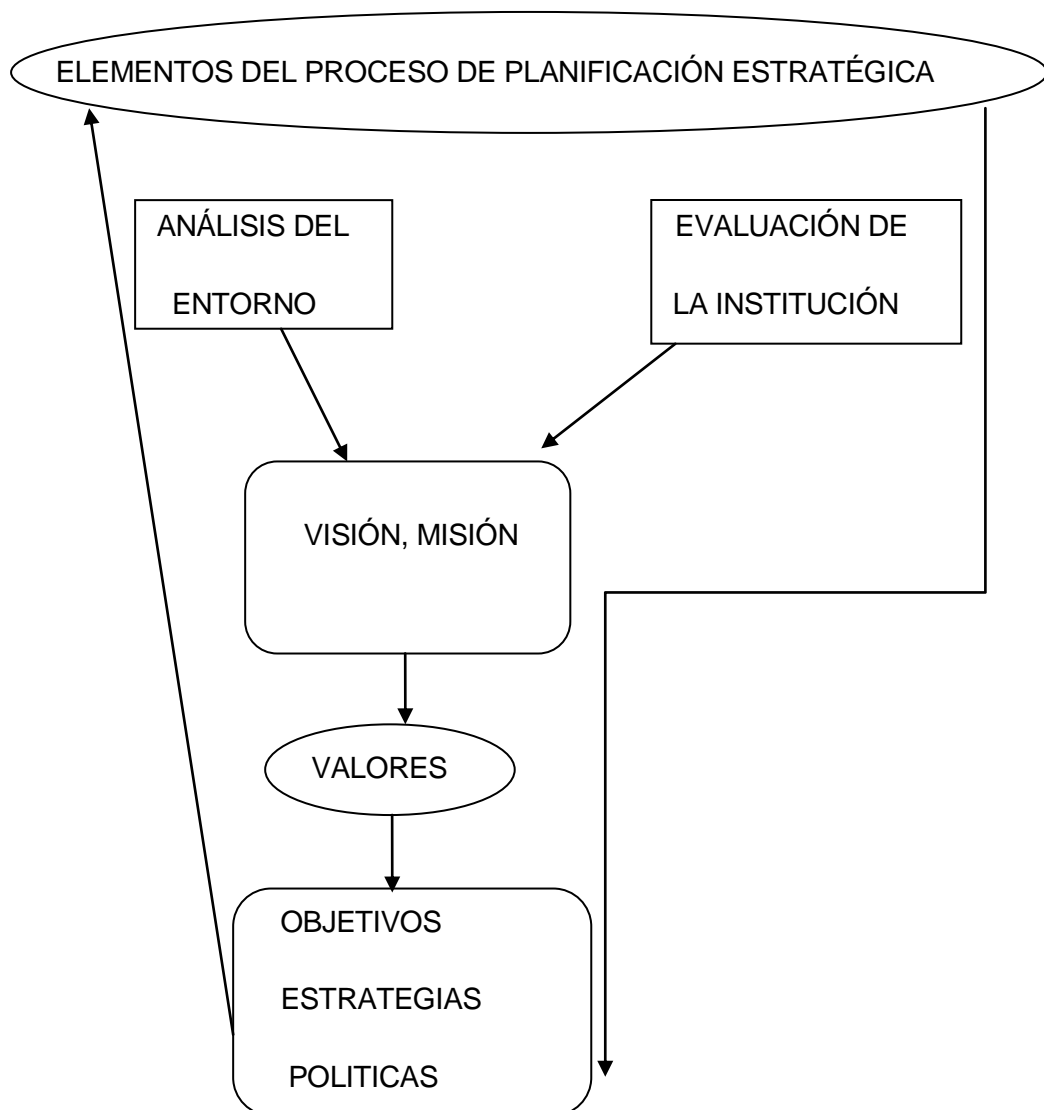 ELEMENTOS DEL PROCESO DE PLANIFICACIÓN ESTRATÉGICA
ANÁLISIS DEL
ENTORNO
EVALUACIÓN DE
LA INSTITUCIÓN
VISIÓN, MISIÓN
VALORES
OBJETIVOS
ESTRATEGIAS
POLITICAS